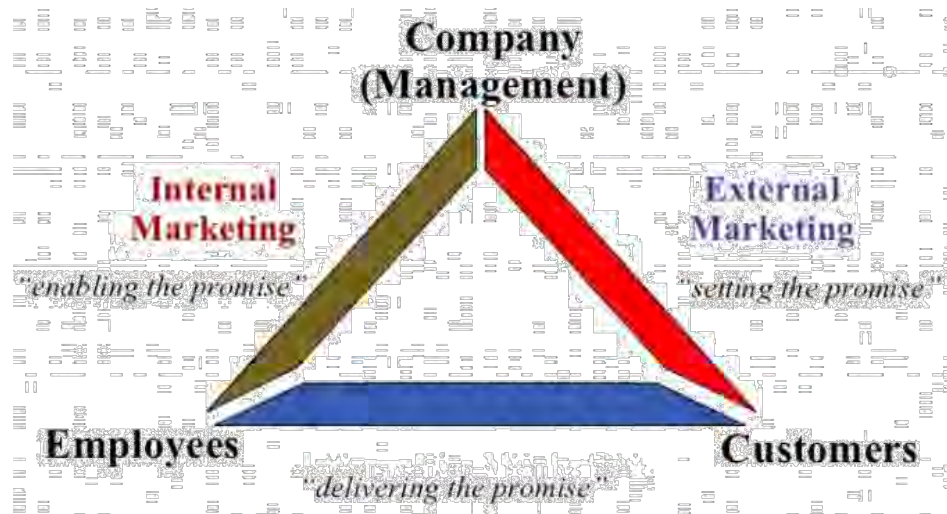 Company
(Management)
Internal
Marketing
External
Marketing
"enabling the promise"
"setting the promise"
Employees
Customers
"delivering the promise"